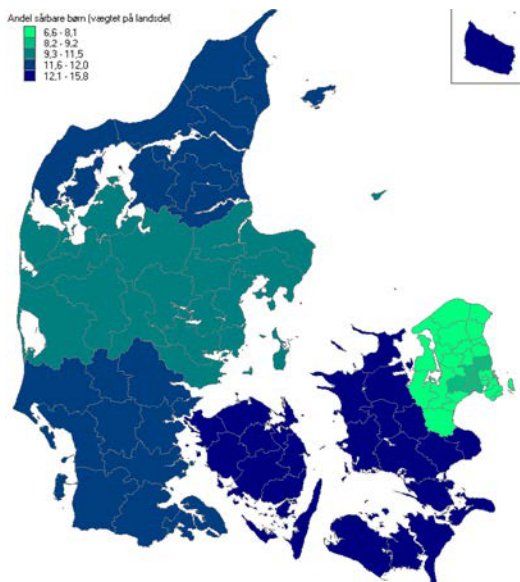 Andel sårbare børn (vægtet på landsdel
6,6 - 8,1
8,2 - 9,2
9,3 - 11,5
11,6 - 12,0
12,1 - 15,8